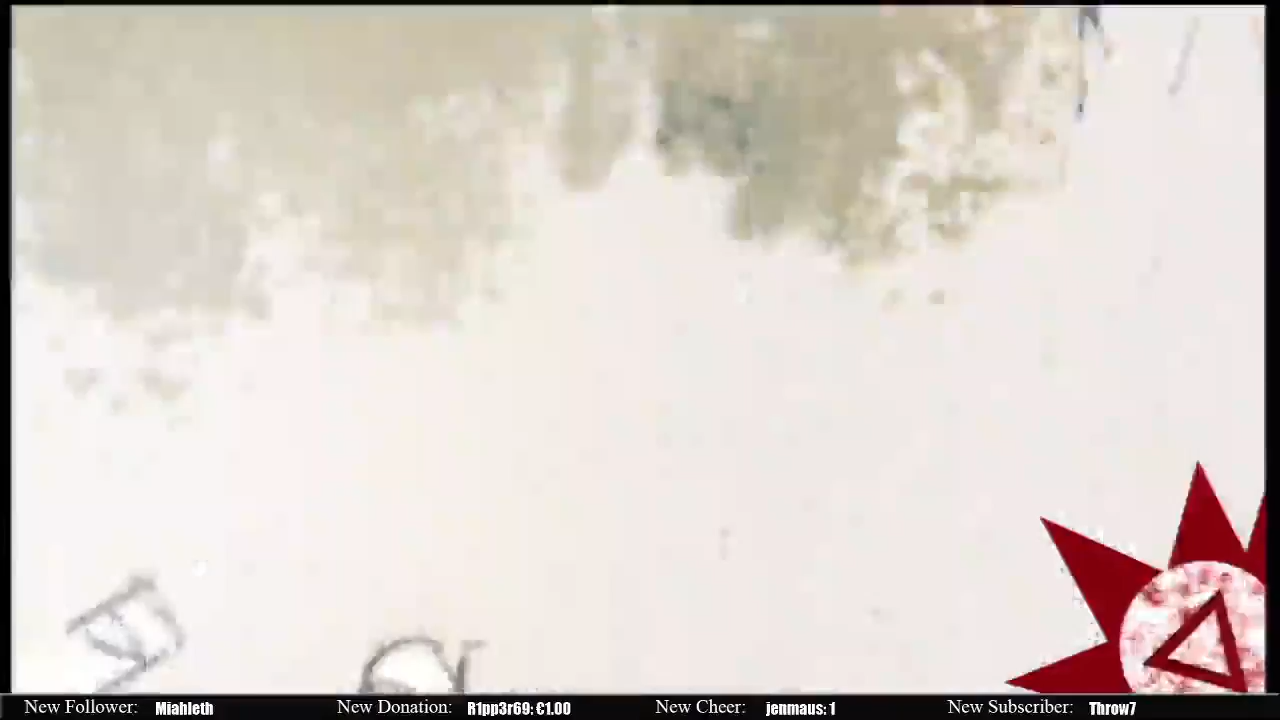 New Follower: Miahleth New Donation: R1pp3r69: €1.00 New Cheer: jenmaus: 1 New Subscriber: Throw7